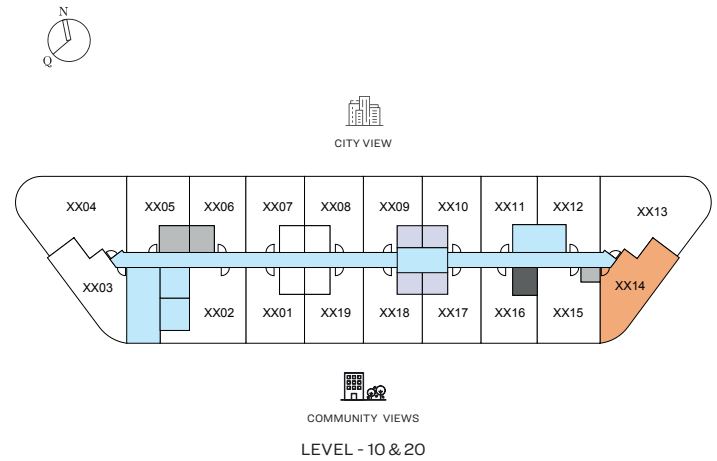 N
Q
CITY VIEW
XX04 XX05 XX06 XX07 XX08 XX09 XX10 XX11 XX12 XX13
XX03 XX14
XX02 XX01 XX19 XX18 XX17 XX16 XX15
COMMUNITY VIEWS
LEVEL - 10 & 20